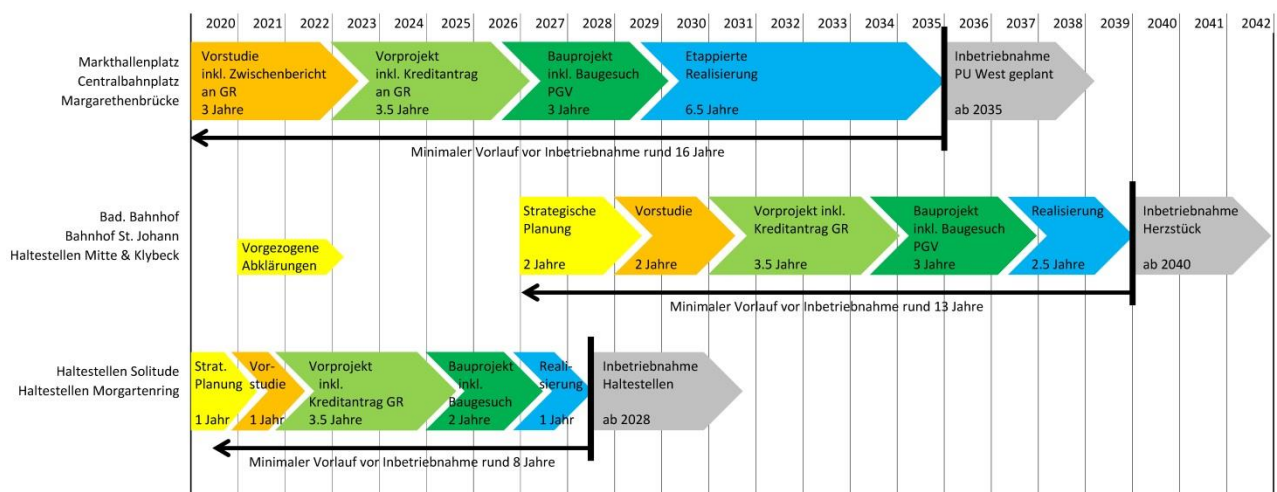 2020 2021 2022 2023 2024 2025 2026 2027 2028 2029 2030 2031 2032 2033 2034 2035 2036 2037 2038 2039 2040 2041 2042
Markthallenplatz
Centralbahnplatz
Margarethenbrücke
Vorstudie
inkl. Zwischenbericht
an GR
3 Jahre
Vorprojekt
inkl. Kreditantrag
an GR
3.5 Jahre
Bauprojekt
inkl. Baugesuch
PGV
3 Jahre
Etappierte
Realisierung
6.5 Jahre
Inbetriebnahme
PU West geplant
ab 2035
Minimaler Vorlauf vor Inbetriebnahme rund 16 Jahre
Bad. Bahnhof
Bahnhof St. Johann
Haltestellen Mitte & Klybeck
Vorgezogene
Abklärungen
Strategische
Planung
2 Jahre
Vorstudie
2 Jahre
Vorprojekt inkl.
Kreditantrag GR
3.5 Jahre
Bauprojekt
inkl. Baugesuch
PGV
3 Jahre
Realisierung
2.5 Jahre
Inbetriebnahme
Herzstück
ab 2040
Minimaler Vorlauf vor Inbetriebnahme rund 13 Jahre
Haltestellen Solitude
Haltestellen Morgartenring
Strat.
Planung
1 Jahr
Vor-
studie
1 Jahr
Vorprojekt
inkl.
Kreditantrag GR
3.5 Jahre
Bauprojekt
inkl.
Baugesuch
2 Jahre
Reali-
sierung
1 Jahr
Inbetriebnahme
Haltestellen
ab 2028
Minimaler Vorlauf vor Inbetriebnahme rund 8 Jahre